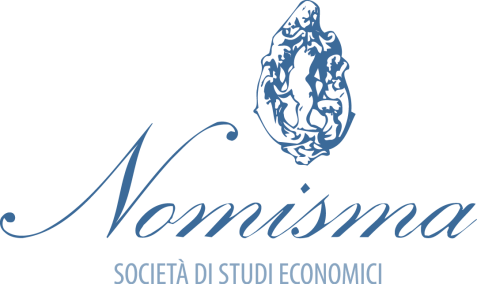 Nomisma
SOCIETÀ DI STUDI ECONOMICI